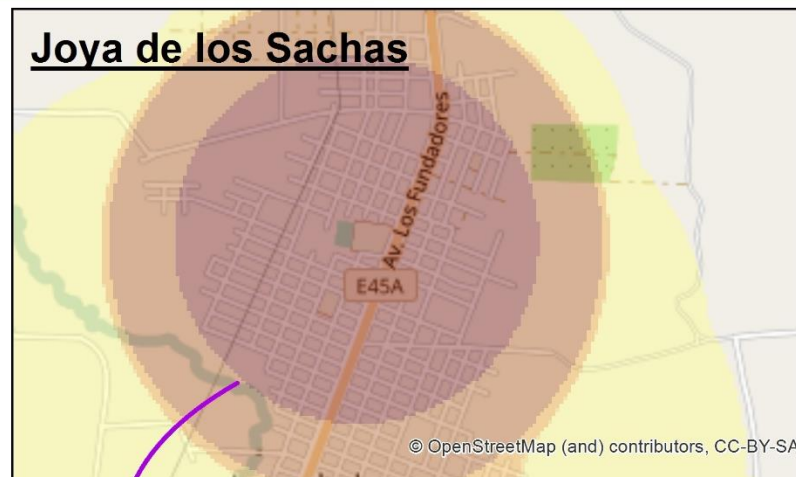 Joya de los Sachas
Av. Los Fundadores
E45A
© OpenStreetMap (and) contributors, CC-BY-SA